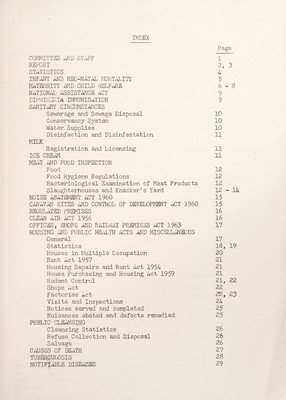 INDEX
Page
COMMITTEE AND STAFF 1
REPORT 2, 3
STATISTICS 4
INFANT AND NEO-NATAL MORTALITY 5
MATERNITY AND CHILD WELFARE 6 - 8
NATIONAL ASSISTANCE ACT 9
DIPHTHERIA IMMUNISATION 9
SANITARY CIRCUMSTANCES
Sewerage and Sewage Disposal 10
Conservancy System 10
Water Supplies 10
Disinfection and Disinfestation 11
MILK
Registration and Licensing 11
ICE CREAM 11
MEAT AND FOOD INSPECTION
Food 12
Food Hygiene Regulations 12
Bacteriological Examination of Meat Products 12
Slaughterhouses and Knacker's Yard 12 - 14
NOISE ABATEMENT ACT 1960 15
CARAVAN SITES AND CONTROL OF DEVELOPMENT ACT 1960 15
REGULATED PREMISES 16
CLEAN AIR ACT 1956 16
OFFICES, SHOPS AND RAILWAY PREMISES ACT 1963 17
HOUSING AND PUBLIC HEALTH ACTS AND MISCELLANEOUS
General 17
Statistics 18, 19
Houses in Multiple Occupation 20
Rent Act 1957 21
Housing Repairs and Rent Act 1954 21
House Purchasing and Housing Act 1959 21
Rodent Control 21, 22
Shops Act 22
Factories Act 22, 23
Visits and Inspections 24
Notices served and completed 25
Nuisances abated and defects remedied 25
PUBLIC CLEANSING
Cleansing Statistics 26
Refuse Collection and Disposal 26
Salvage 26
CAUSES OF DEATH 27
TUBERCULOSIS 28
NOTIFIABLE DISEASES 29